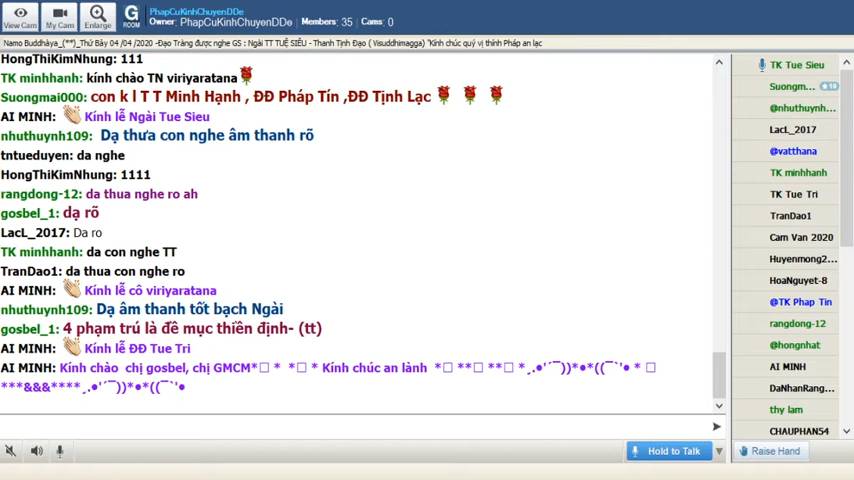 View Cam
My Cam
Enlarge
G
ROOM
PhapCuKinhChuyenDDe
Owner: PhapCuKinhChuyenDDe / Members: 35 / Cams: 0
Namo Buddhàya_(**)_Thứ Bảy 04 /04 /2020 -Đạo Tràng được nghe GS : Ngài TT TUỆ SIÊU - Thanh Tịnh Đạo ( Visuddhimagga) "Kính chúc quý vị thính Pháp an lạc
HongThiKimNhung: 111
TK minhhanh: kính chào TN viriyaratana
Suongmai000: con k l T T Minh Hạnh , ĐĐ Pháp Tín ,ĐĐ Tịnh Lạc
AI MINH: Kính lễ Ngài Tue Sieu
nhuthuynh109: Dạ thưa con nghe âm thanh rõ
tntueduyen: da nghe
HongThiKimNhung: 1111
rangdong-12: da thua nghe ro ah
gosbel_1: dạ rõ
LacL_2017: Da ro
TK minhhanh: da con nghe TT
TranDao1: da thua con nghe ro
AI MINH: Kính lễ cô viriyaratana
nhuthuynh109: Dạ âm thanh tốt bạch Ngài
gosbel_1: 4 phạm trú là đề mục thiền định- (tt)
AI MINH: Kính lễ ĐĐ Tue Tri
AI MINH: Kính chào chị gosbel, chị GMCM*□ * *□ * Kính chúc an lành *□ **□ **□ *¸.•'´¯))*•*((¯`'• * □
***&&&**** ¸.•'´¯))*•*((¯`'•
Hold to Talk
TK Tue Sieu
Suongm...
18
@nhuthuynh...
LacL_2017
@vatthana
TK minhhanh
TK Tue Tri
TranDao1
Cam Van 2020
Huyenmong2...
HoaNguyet-8
@TK Phap Tin
rangdong-12
@hongnhat
AI MINH
DaNhanRang...
thy lam
CHAUPHAN54
Raise Hand